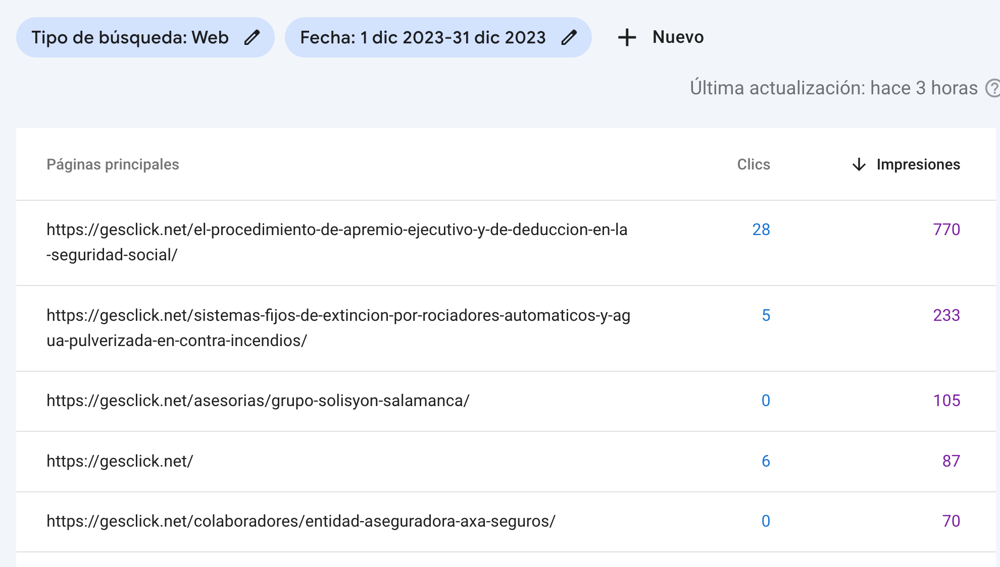 Tipo de búsqueda: Web
Fecha: 1 dic 2023-31 dic 2023
Nuevo
Última actualización: hace 3 horas
Páginas principales Clics Impresiones
https://gesclick.net/el-procedimiento-de-apremio-ejecutivo-y-de-deduccion-en-la 28 770
-seguridad-social/
https://gesclick.net/sistemas-fijos-de-extincion-por-rociadores-automaticos-y-ag 5 233
ua-pulverizada-en-contra-incendios/
https://gesclick.net/asesorias/grupo-solisyon-salamanca/ 0 105
https://gesclick.net/ 6 87
https://gesclick.net/colaboradores/entidad-aseguradora-axa-seguros/ 0 70